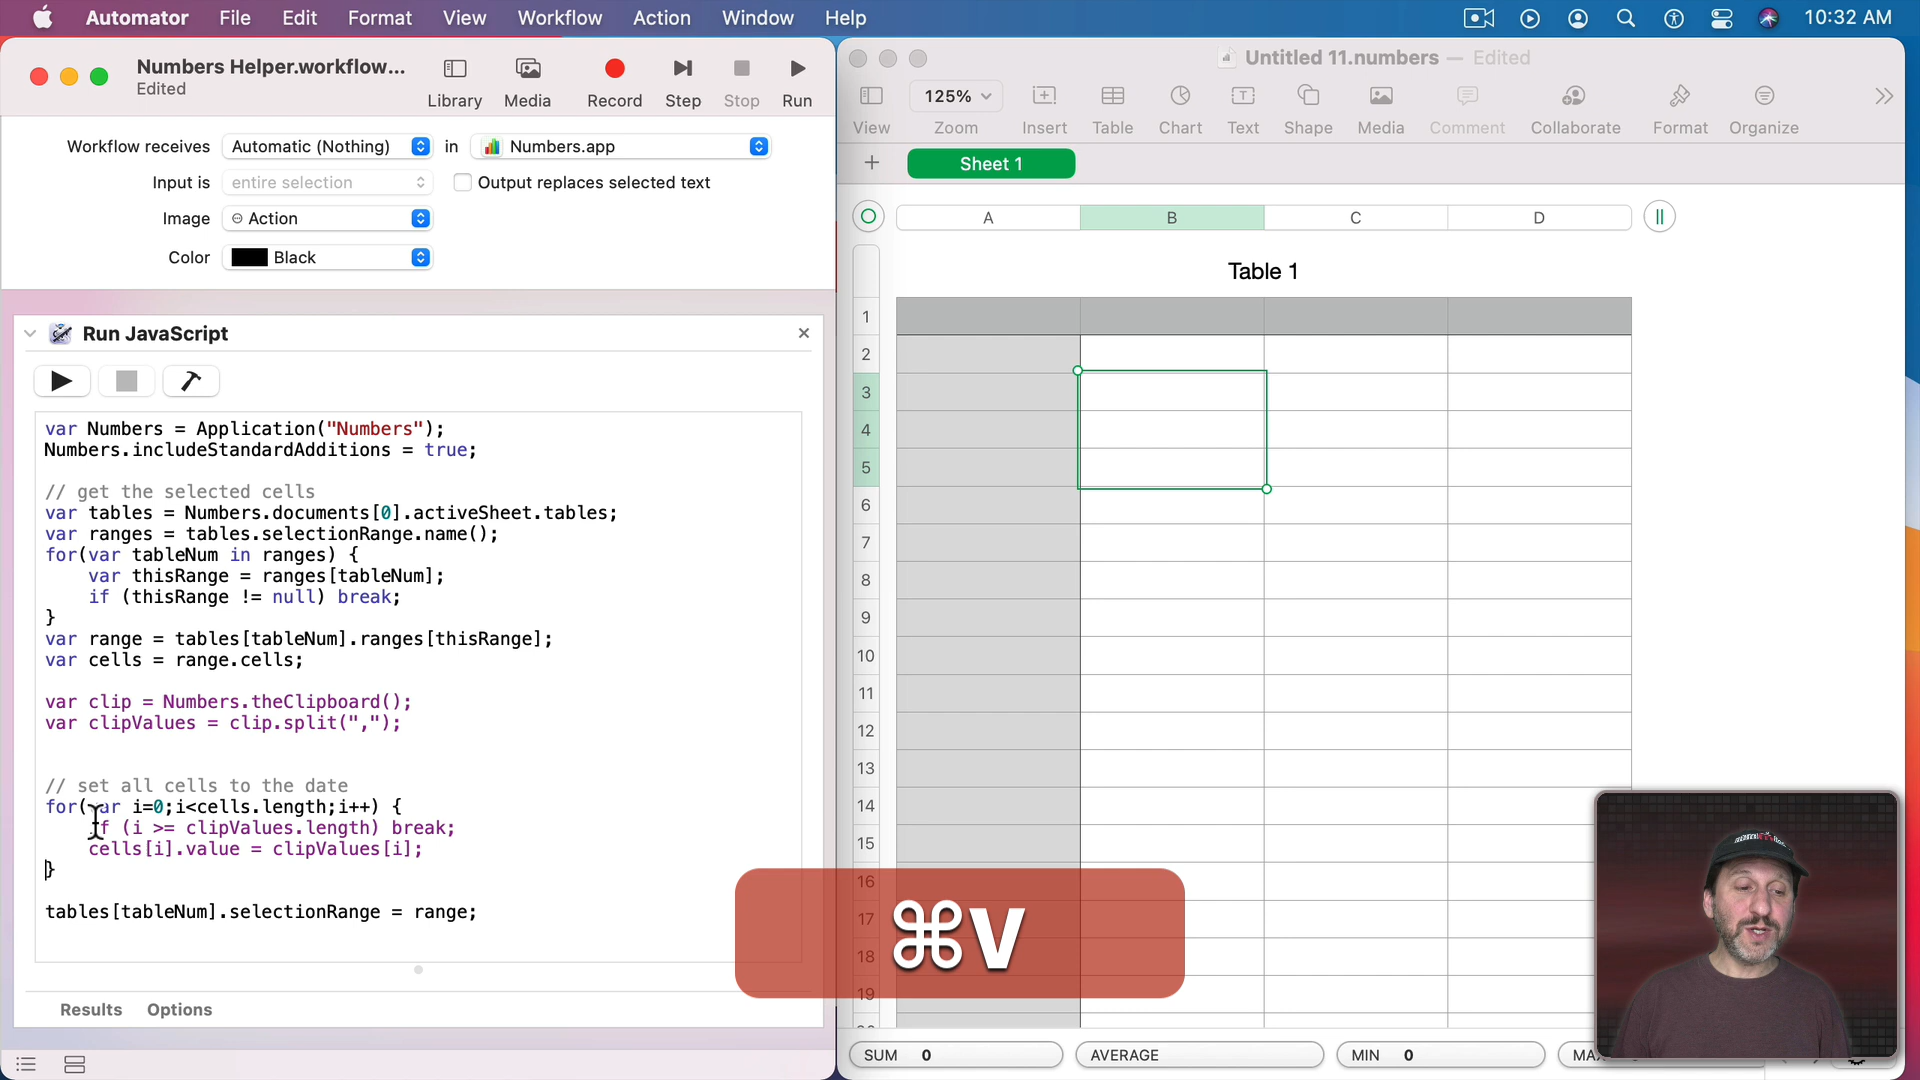 Automator File Edit Format View Workflow Action Window Help 10:32 AM
Numbers Helper.workflow...
Edited
Library Media Record Step Stop Run
Workflow receives Automatic (Nothing) in Numbers.app
Input is entire selection Output replaces selected text
Image Action
Color Black
Run JavaScript
var Numbers = Application("Numbers");
Numbers.includeStandardAdditions = true;
// get the selected cells
var tables = Numbers.documents[0].activeSheet.tables;
var ranges = tables.selectionRange.name();
for(var tableNum in ranges) {
var thisRange = ranges[tableNum];
if (thisRange != null) break;
}
var range = tables[tableNum].ranges[thisRange];
var cells = range.cells;
var clip = Numbers.theClipboard();
var clipValues = clip.split(",");
// set all cells to the date
for(var i=0;i<cells.length;i++) {
if (i >= clipValues.length) break;
cells[i].value = clipValues[i];
}
tables[tableNum].selectionRange = range;
Results Options
Untitled 11.numbers — Edited
125%
View Zoom Insert Table Chart Text Shape Media Comment Collaborate Format Organize
Sheet 1
A B C D
Table 1
1
2
3
4
5
6
7
8
9
10
11
12
13
14
15
16
17
18
19
⌘V
SUM 0 AVERAGE MIN 0